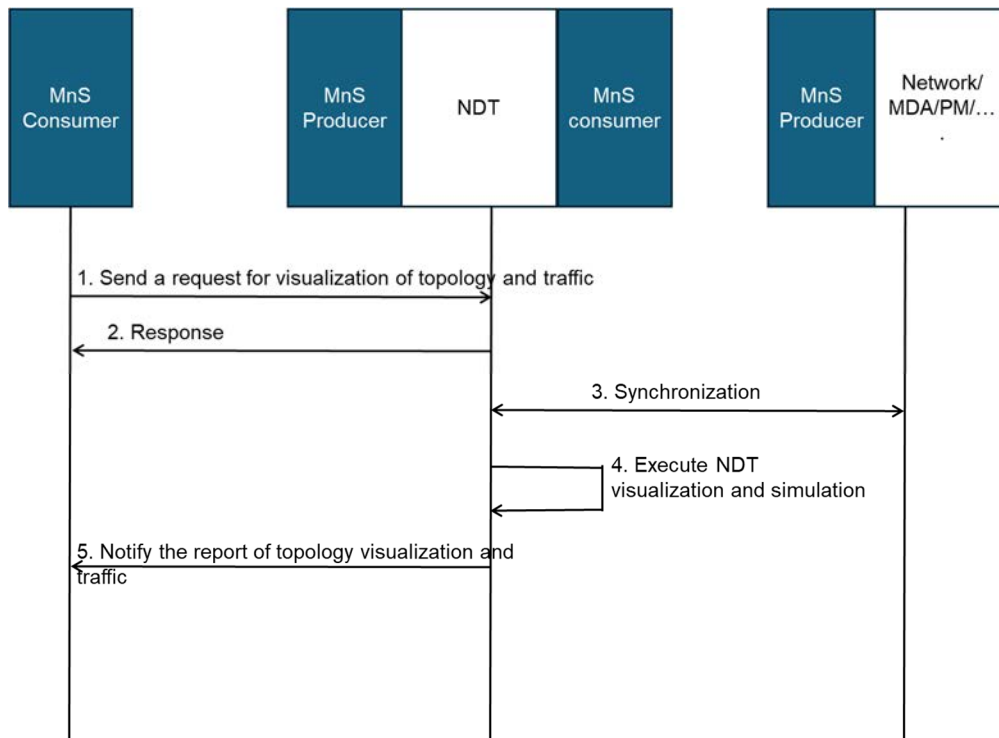 MnS
Consumer
MnS
Producer
NDT
MnS
consumer
MnS
Producer
Network/
MDA/PM/…
.
1. Send a request for visualization of topology and traffic
2. Response
3. Synchronization
4. Execute NDT
visualization and simulation
5. Notify the report of topology visualization and
traffic